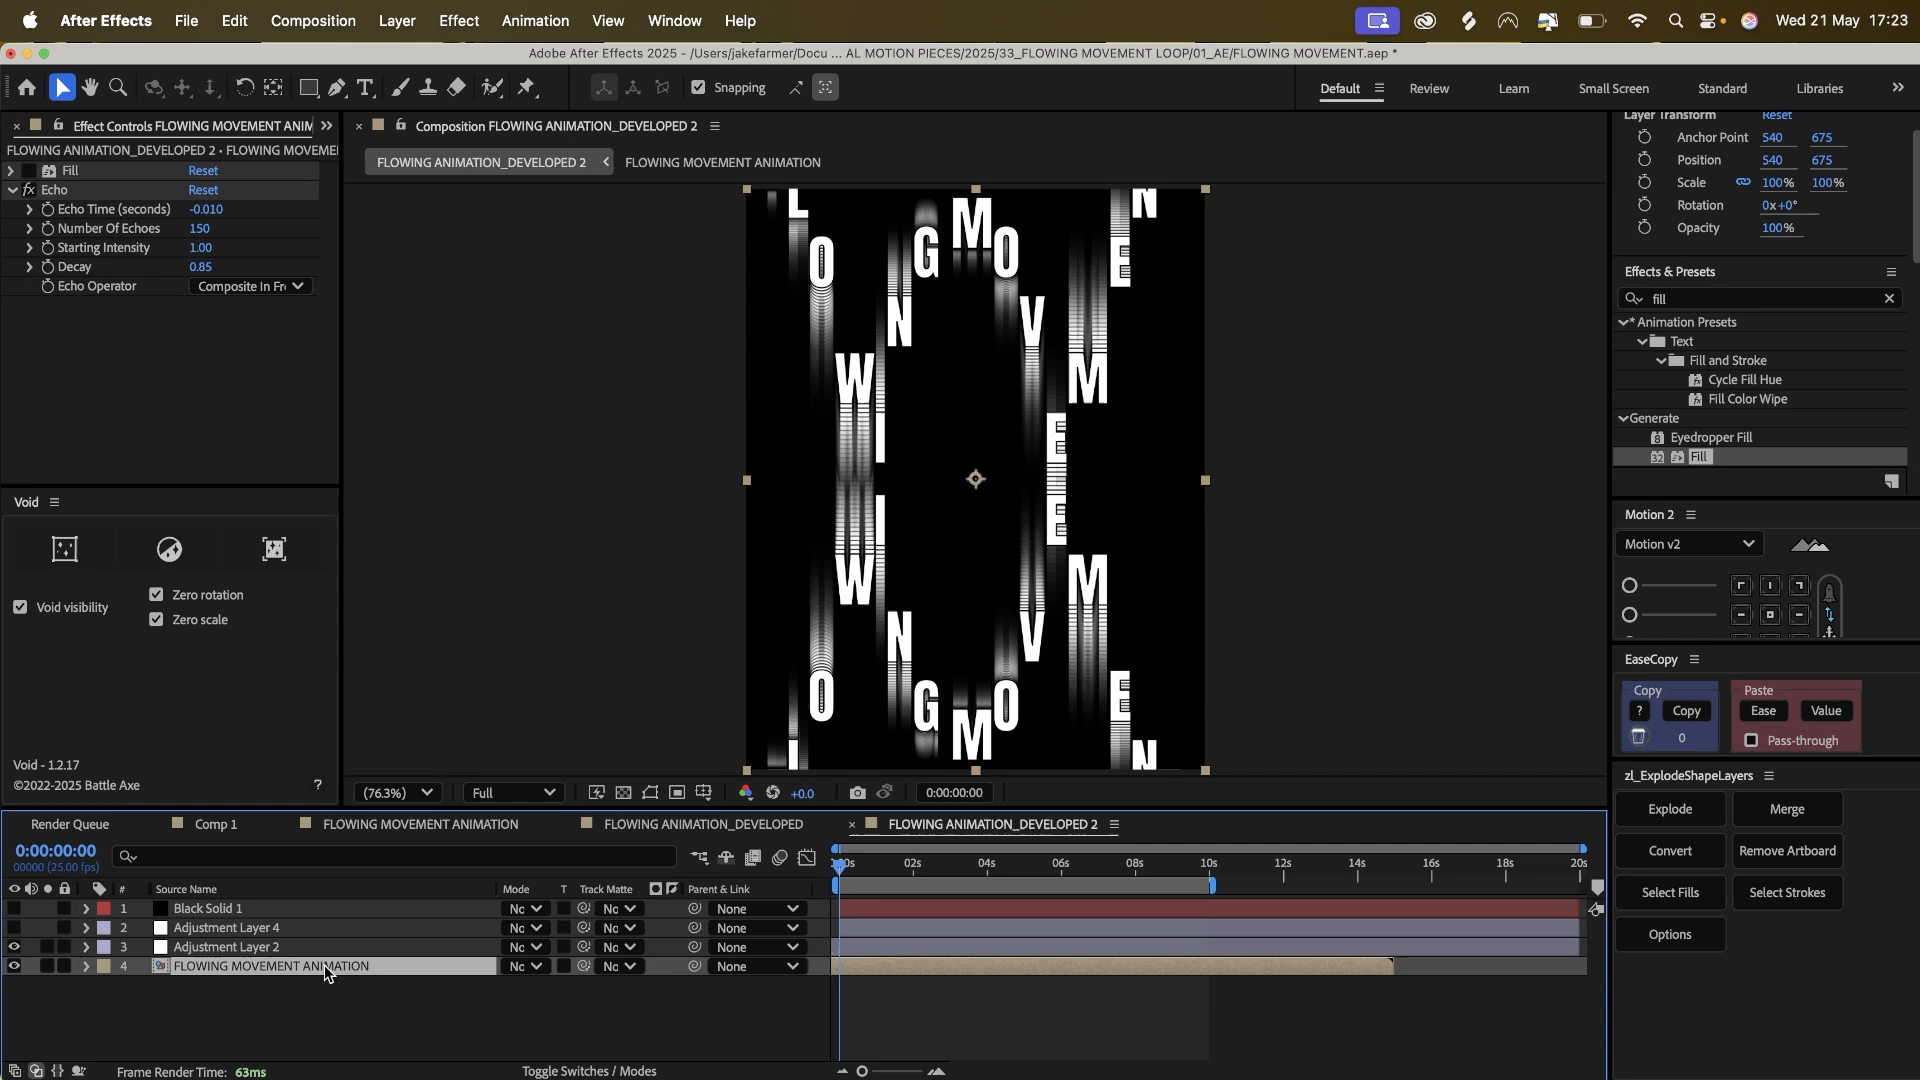 After Effects File Edit Composition Layer Effect Animation View Window Help Wed 21 May 17:23
Adobe After Effects 2025 - /Users/jakefarmer/Docu ... AL MOTION PIECES/2025/33_FLOWING MOVEMENT LOOP/01_AE/FLOWING MOVEMENT.aep *
Snapping Default Review Learn Small Screen Standard Libraries
Effect Controls FLOWING MOVEMENT ANIM
FLOWING ANIMATION_DEVELOPED 2 • FLOWING MOVEME
Fill Reset
fx Echo Reset
Echo Time (seconds) -0.010
Number Of Echoes 150
Starting Intensity 1.00
Decay 0.85
Echo Operator Composite In Fr
Void
Void visibility
Zero rotation
Zero scale
Void - 1.2.17
©2022-2025 Battle Axe ?
Composition FLOWING ANIMATION_DEVELOPED 2
FLOWING ANIMATION_DEVELOPED 2 FLOWING MOVEMENT ANIMATION
L O W I N G M O V E M E N
L O W I N G M O V E M E N
(76.3%) Full +0.0 0:00:00:00
Layer Transform Reset
Anchor Point 540 675
Position 540 675
Scale 100% 100%
Rotation 0x+0°
Opacity 100%
Effects & Presets
fill
* Animation Presets
Text
Fill and Stroke
Cycle Fill Hue
Fill Color Wipe
Generate
Eyedropper Fill
Fill
Motion 2
Motion v2
EaseCopy
Copy Paste
? Copy Ease Value
0 Pass-through
zl_ExplodeShapeLayers
Explode Merge
Convert Remove Artboard
Select Fills Select Strokes
Options
Render Queue Comp 1 FLOWING MOVEMENT ANIMATION FLOWING ANIMATION_DEVELOPED FLOWING ANIMATION_DEVELOPED 2
0:00:00:00
00000 (25.00 fps)
02s 04s 06s 08s 10s 12s 14s 16s 18s 20s
# Source Name Mode T Track Matte Parent & Link
1 Black Solid 1 Nc Nc None
2 Adjustment Layer 4 Nc Nc None
3 Adjustment Layer 2 Nc Nc None
4 FLOWING MOVEMENT ANIMATION Nc Nc None
Frame Render Time: 63ms Toggle Switches / Modes